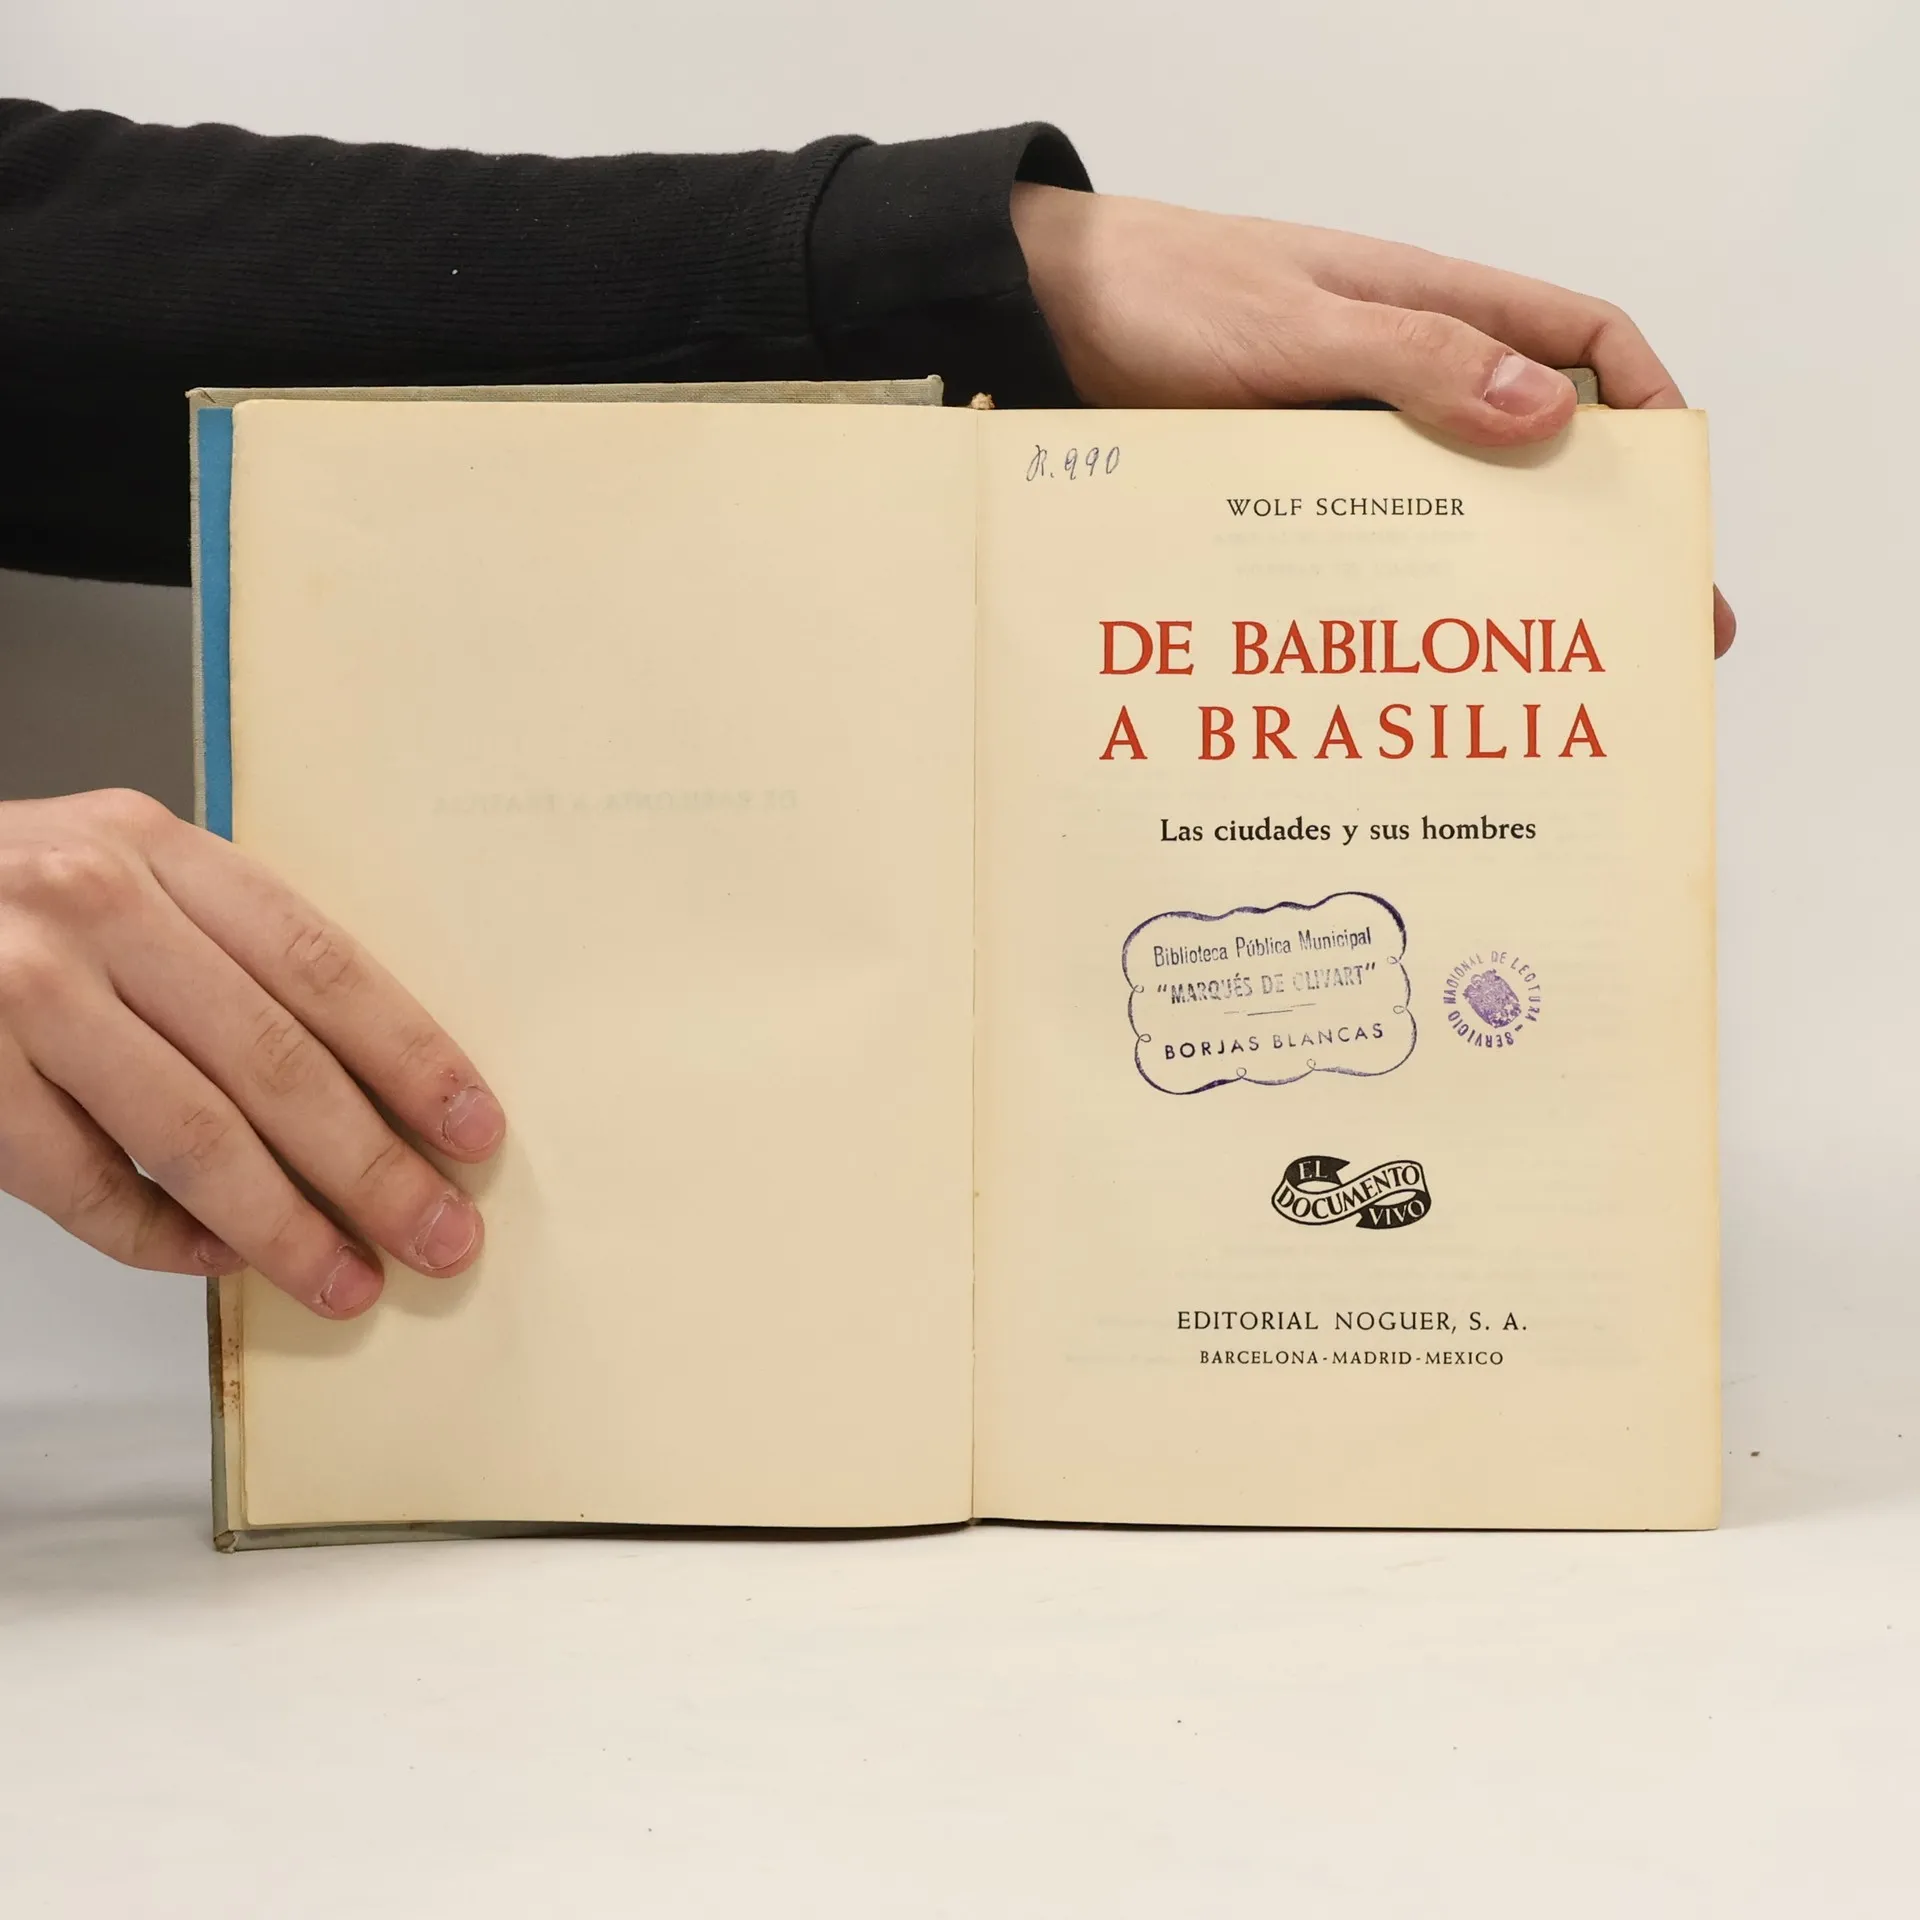 R. 990
WOLF SCHNEIDER
DE BABILONIA
A BRASILIA
Las ciudades y sus hombres
Biblioteca Pública Municipal
"MARQUÉS DE OLIVART"
BORJAS BLANCAS
SERVICIO NACIONAL DE LECTURA -
EL
DOCUMENTO
VIVO
EDITORIAL NOGUER, S. A.
BARCELONA - MADRID - MEXICO